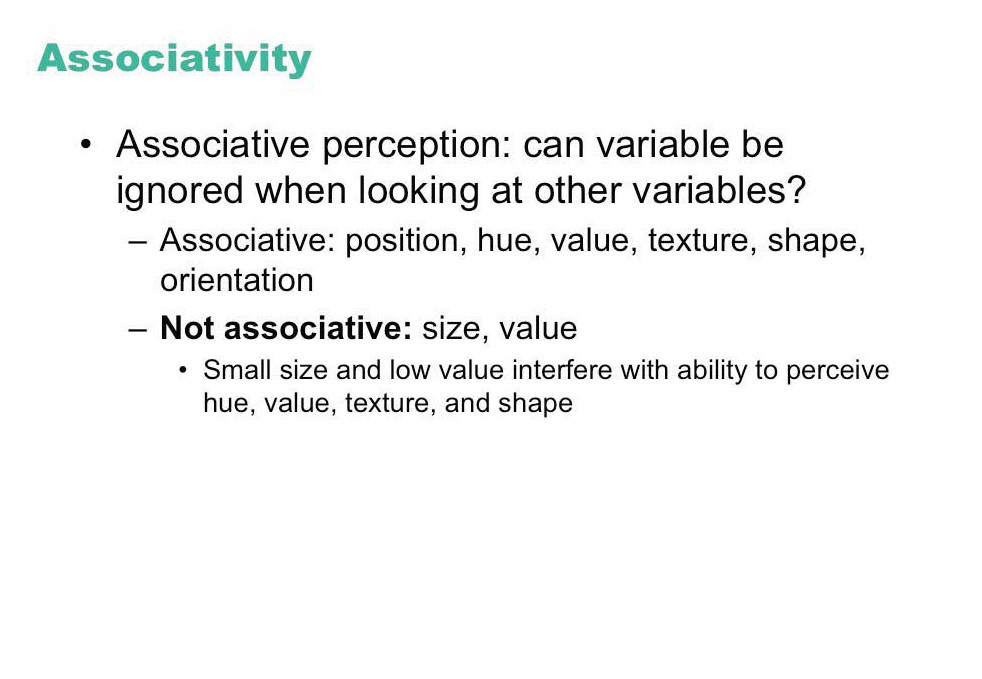 Associativity
• Associative perception: can variable be
ignored when looking at other variables?
– Associative: position, hue, value, texture, shape,
orientation
– Not associative: size, value
• Small size and low value interfere with ability to perceive
hue, value, texture, and shape